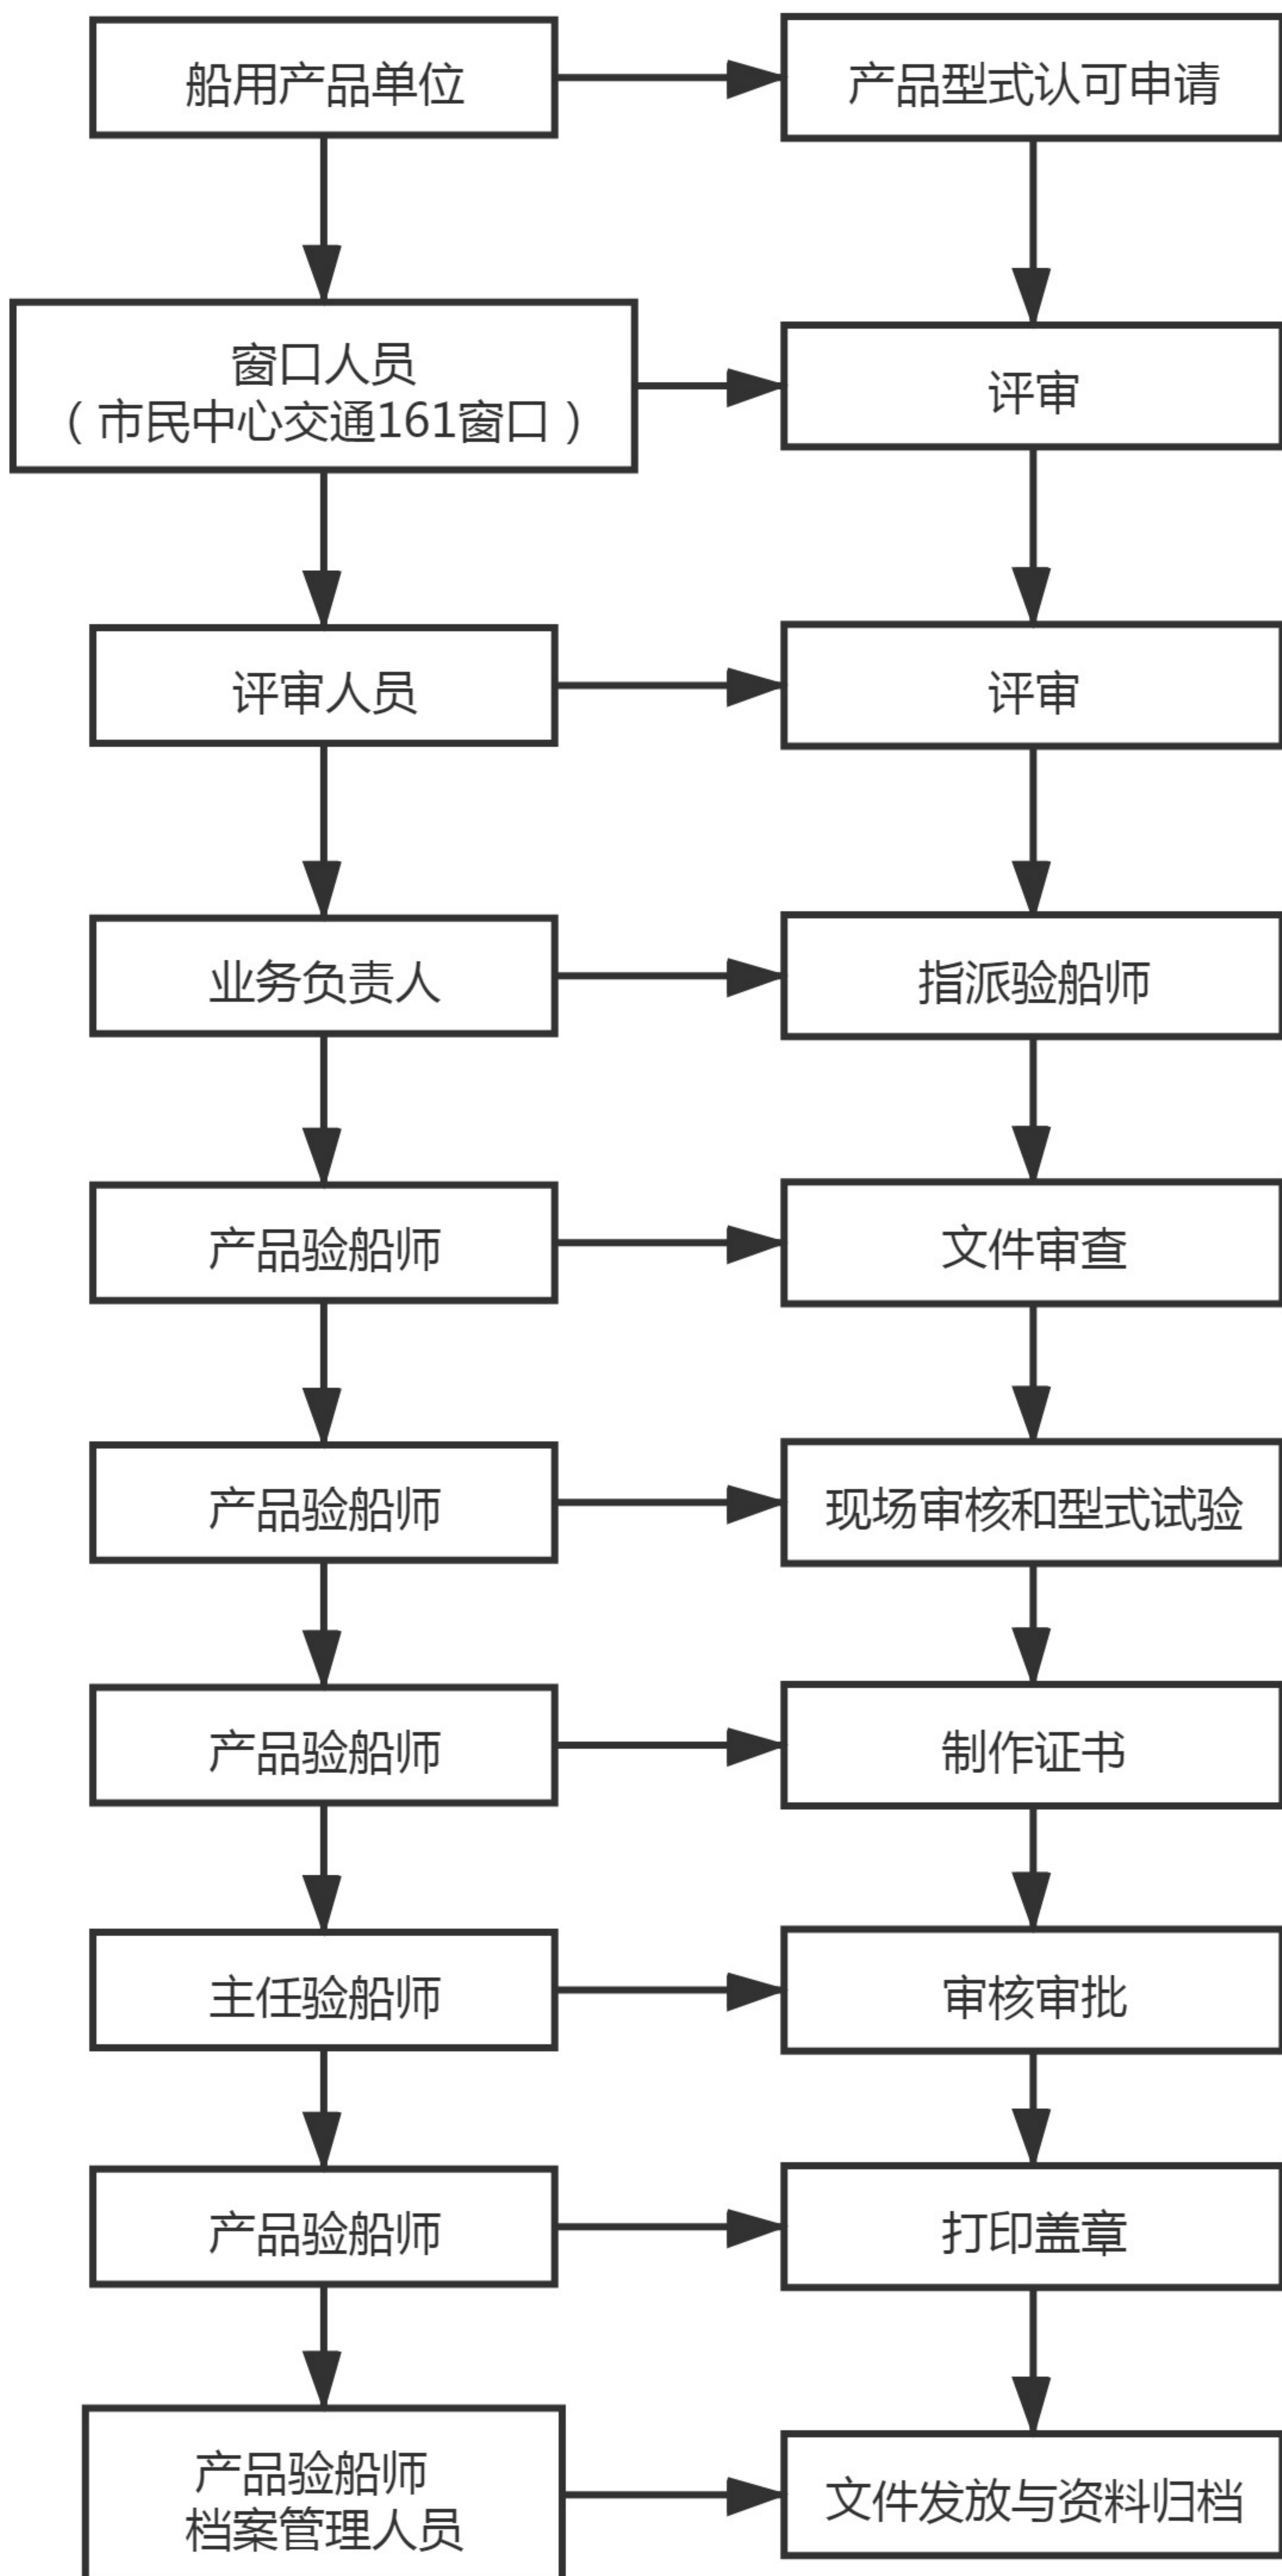 船用产品单位
产品型式认可申请
窗口人员
（市民中心交通161窗口）
评审
评审人员
评审
业务负责人
指派验船师
产品验船师
文件审查
产品验船师
现场审核和型式试验
产品验船师
制作证书
主任验船师
审核审批
产品验船师
打印盖章
产品验船师
档案管理人员
文件发放与资料归档